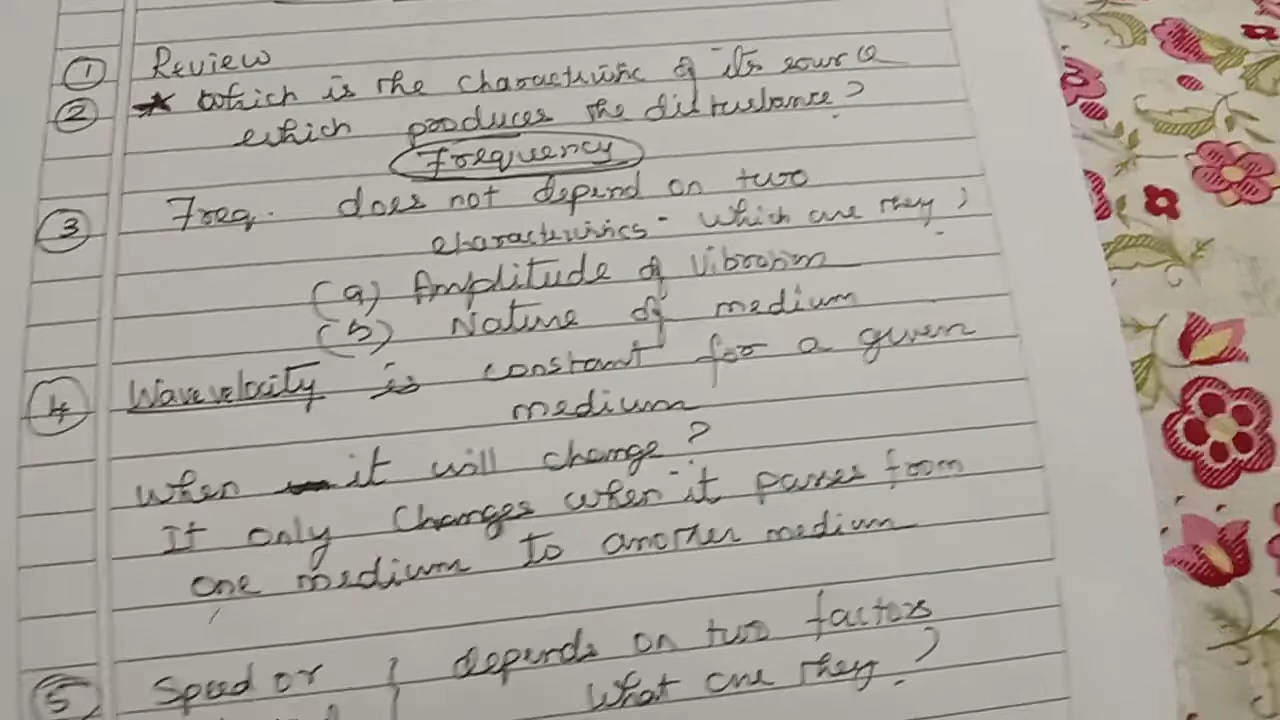 ① Review
② Which is the characteristic of its source
which produces the disturbance?
Frequency
③ Freq. does not depend on two
characteristics - which are they?
(a) Amplitude of vibration
(b) Nature of medium
④ Wave velocity is constant for a given
medium
When it will change?
It only changes when it passes from
one medium to another medium
⑤ Speed or } depends on two factors
What are they?